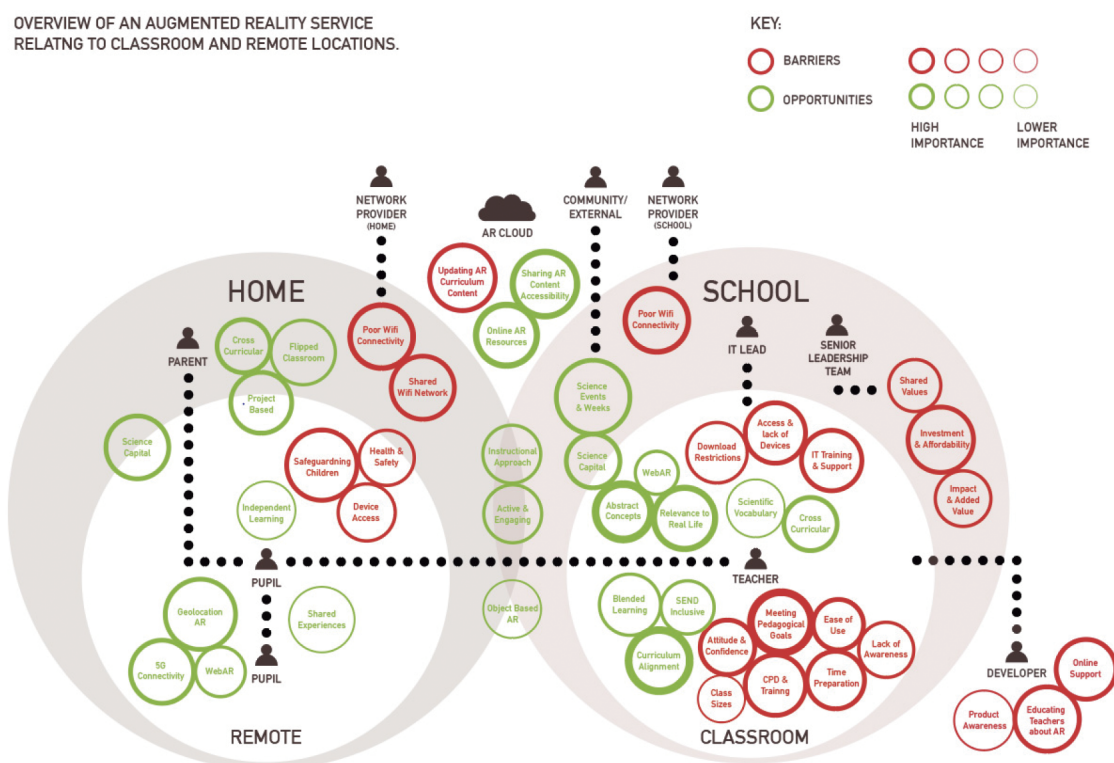 OVERVIEW OF AN AUGMENTED REALITY SERVICE
RELATNG TO CLASSROOM AND REMOTE LOCATIONS.
KEY:
BARRIERS
OPPORTUNITIES
HIGH
IMPORTANCE
LOWER
IMPORTANCE
NETWORK
PROVIDER
(HOME)
AR CLOUD
COMMUNITY/
EXTERNAL
NETWORK
PROVIDER
(SCHOOL)
HOME
SCHOOL
Updating AR
Curriculum
Content
Sharing AR
Content
Accessibility
Online AR
Resources
Poor Wifi
Connectivity
Shared
Wifi Network
Poor Wifi
Connectivity
PARENT
Cross
Curricular
Flipped
Classroom
Project
Based
Science
Capital
IT LEAD
SENIOR
LEADERSHIP
TEAM
Shared
Values
Investment
& Affordability
Impact
& Added
Value
Science
Events
& Weeks
Science
Capital
Instructional
Approach
Active &
Engaging
Object Based
AR
Safeguardning
Children
Health &
Safety
Device
Access
Independent
Learning
Download
Restrictions
Access &
lack of
Devices
IT Training
& Support
WebAR
Abstract
Concepts
Relevance to
Real Life
Scientific
Vocabulary
Cross
Curricular
PUPIL
TEACHER
Geolocation
AR
Shared
Experiences
5G
Connectivity
WebAR
PUPIL
Blended
Learning
SEND
Inclusive
Curriculum
Alignment
Meeting
Pedagogical
Goals
Ease of
Use
Attitude &
Confidence
Lack of
Awareness
Class
Sizes
CPD &
Trainng
Time
Preparation
DEVELOPER
Online
Support
Product
Awareness
Educating
Teachers
about AR
REMOTE
CLASSROOM